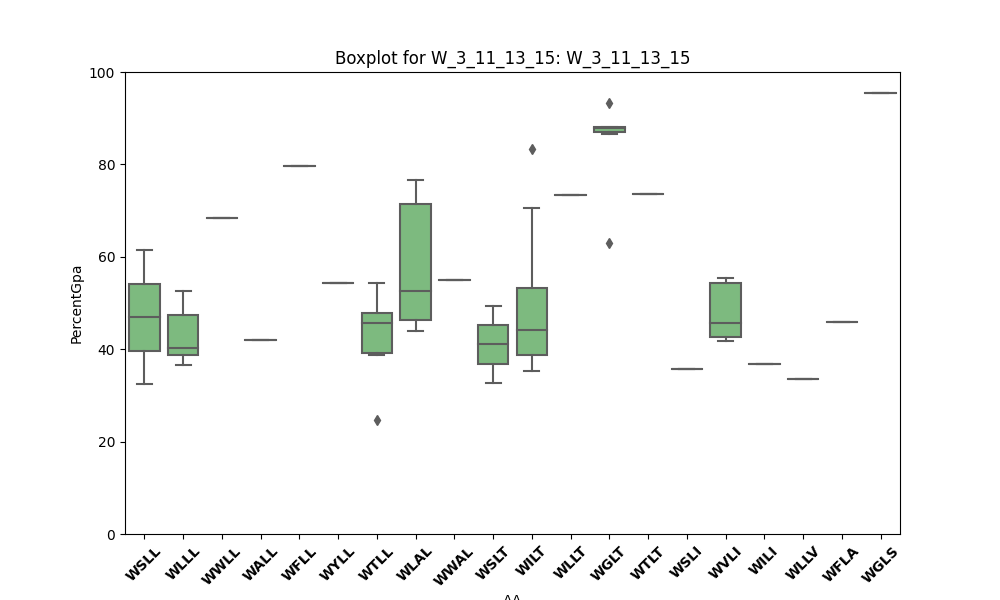 Boxplot for W_3_11_13_15: W_3_11_13_15
100
80
60
40
20
0
PercentGpa
WSLL WLLL WWLL WALL WFLL WYLL WTLL WLAL WWAL WSLT WILT WLLT WGLT WTLT WSLI WVLI WILI WLLV WFLA WGLS
AA